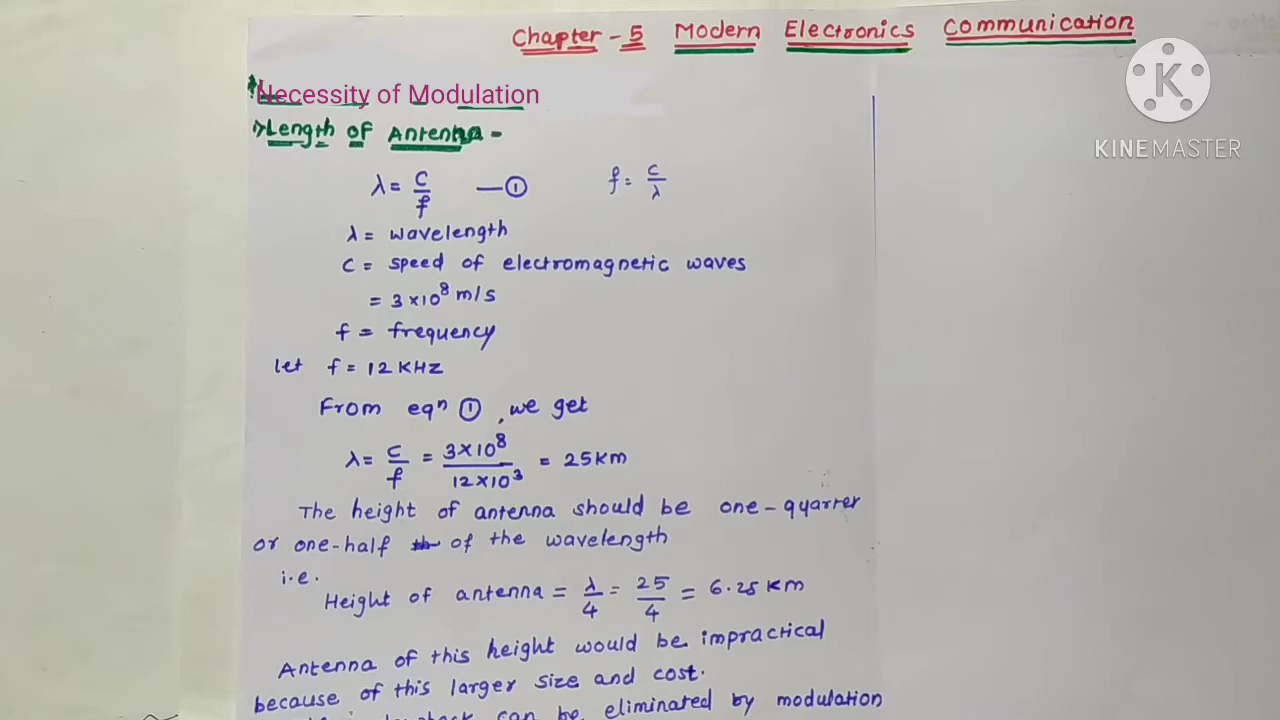 Chapter - 5 Modern Electronics Communication
Necessity of Modulation
K
KINEMASTER
1) Length of Antenna -
λ = c/f — ① f = c/λ
λ = wavelength
C = speed of electromagnetic waves
= 3×10⁸ m/s
f = frequency
let f = 12 KHZ
From eqⁿ ①, we get
λ = c/f = 3×10⁸/12×10³ = 25 Km
The height of antenna should be one-quarter
or one-half of the wavelength
i.e.
Height of antenna = λ/4 = 25/4 = 6.25 Km
Antenna of this height would be impractical
because of this larger size and cost.
can be eliminated by modulation